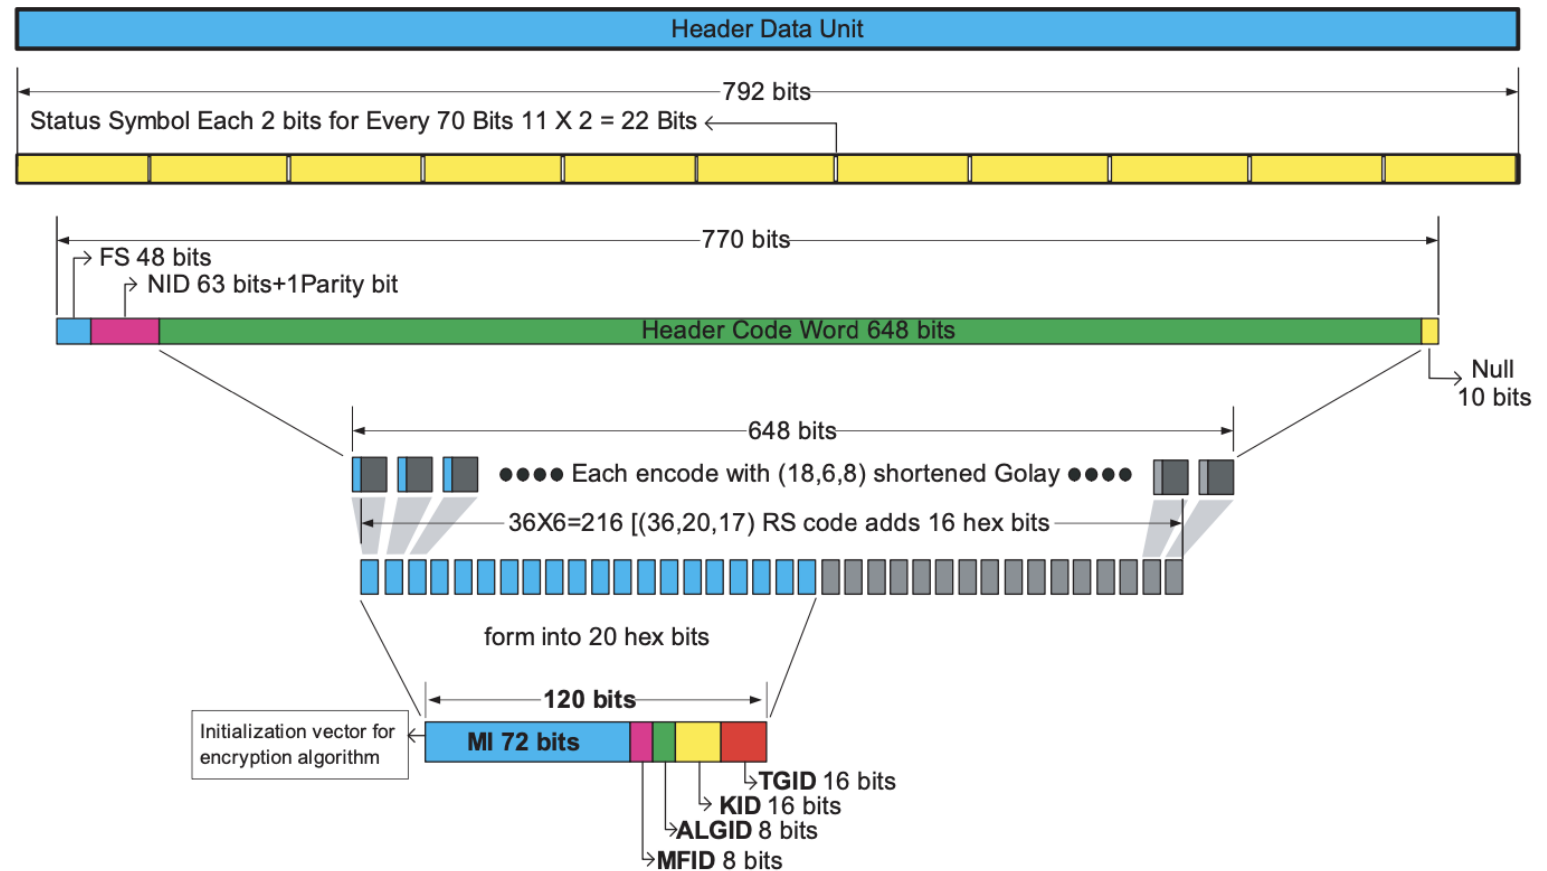 Header Data Unit
792 bits
Status Symbol Each 2 bits for Every 70 Bits 11 X 2 = 22 Bits
770 bits
FS 48 bits
NID 63 bits+1Parity bit
Header Code Word 648 bits
Null
10 bits
648 bits
Each encode with (18,6,8) shortened Golay
36X6=216 [(36,20,17) RS code adds 16 hex bits
form into 20 hex bits
120 bits
Initialization vector for
encryption algorithm
MI 72 bits
TGID 16 bits
KID 16 bits
ALGID 8 bits
MFID 8 bits